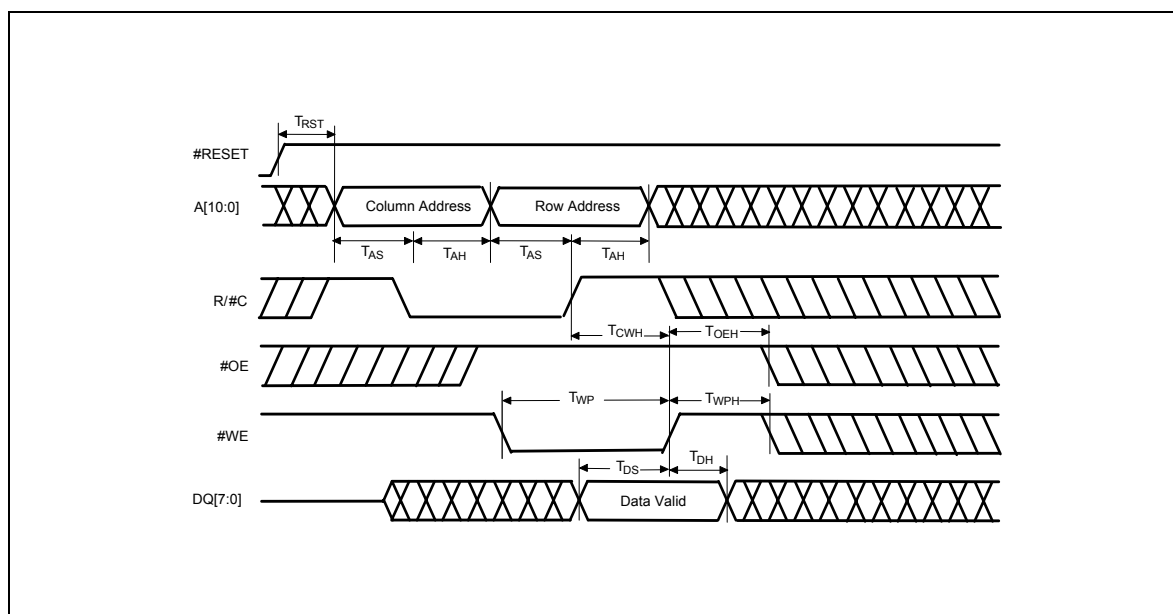 TRST
#RESET
A[10:0]
Column Address
Row Address
TAS
TAH
TAS
TAH
R/#C
TCWH
TOEH
#OE
TWP
TWPH
#WE
TDS
TDH
DQ[7:0]
Data Valid